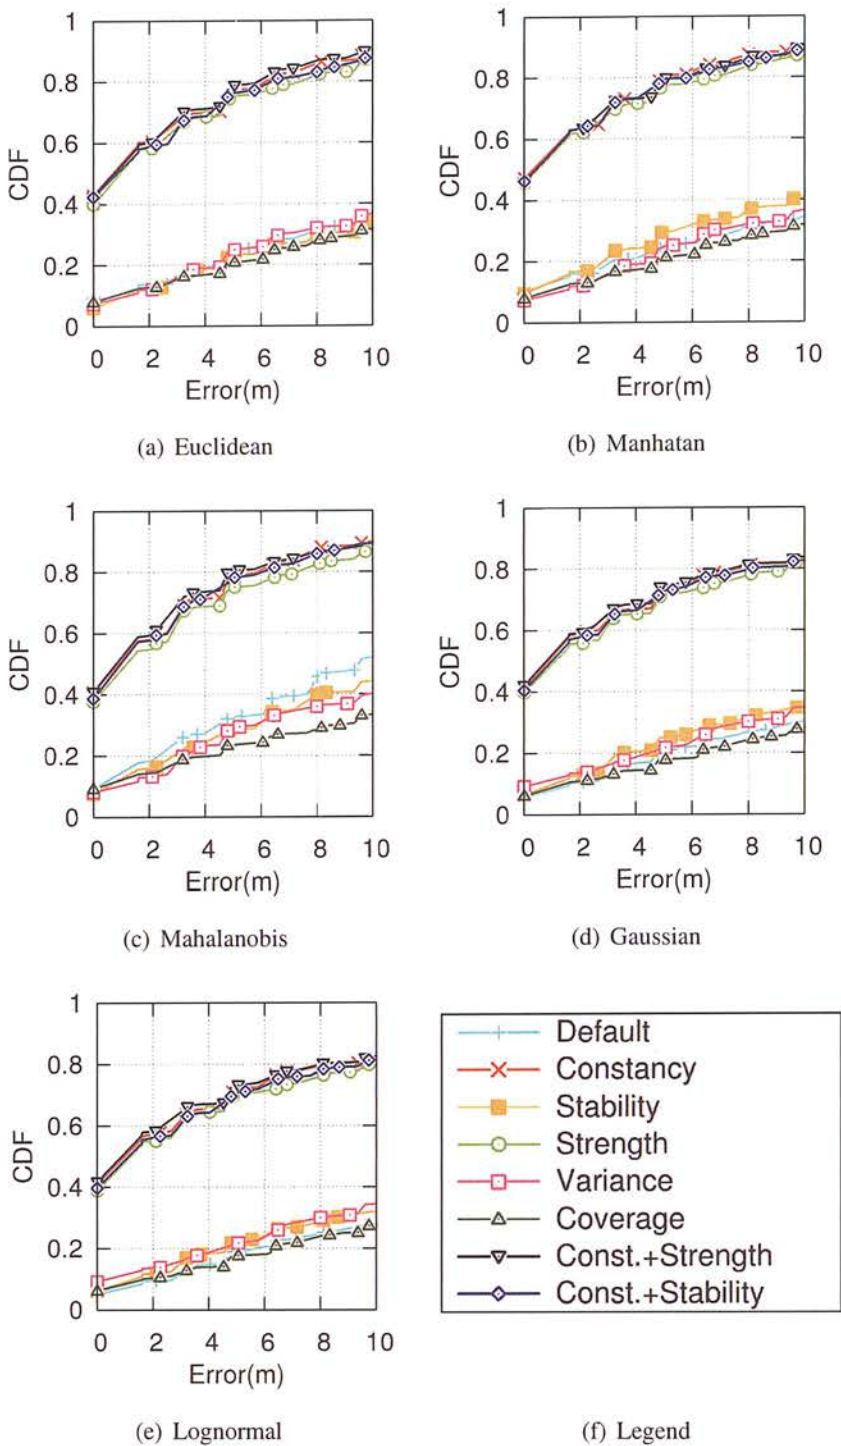 1
0.8
0.6
0.4
0.2
0
CDF
0 2 4 6 8 10
Error(m)
(a) Euclidean
1
0.8
0.6
0.4
0.2
0
CDF
0 2 4 6 8 10
Error(m)
(b) Manhatan
1
0.8
0.6
0.4
0.2
0
CDF
0 2 4 6 8 10
Error(m)
(c) Mahalanobis
1
0.8
0.6
0.4
0.2
0
CDF
0 2 4 6 8 10
Error(m)
(d) Gaussian
1
0.8
0.6
0.4
0.2
0
CDF
0 2 4 6 8 10
Error(m)
(e) Lognormal
Default
Constancy
Stability
Strength
Variance
Coverage
Const.+Strength
Const.+Stability
(f) Legend